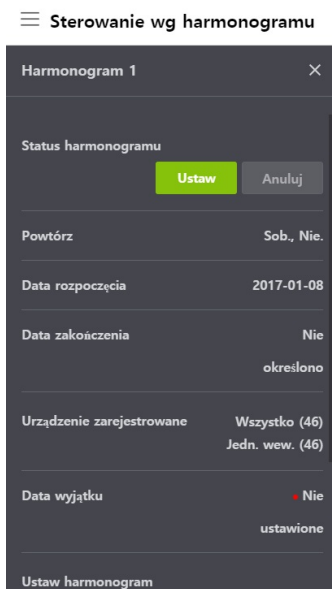 Sterowanie wg harmonogramu
Harmonogram 1
Status harmonogramu
Ustaw Anuluj
Powtórz Sob., Nie.
Data rozpoczęcia 2017-01-08
Data zakończenia Nie
określono
Urządzenie zarejestrowane Wszystko (46)
Jedn. wew. (46)
Data wyjątku Nie
ustawione
Ustaw harmonogram